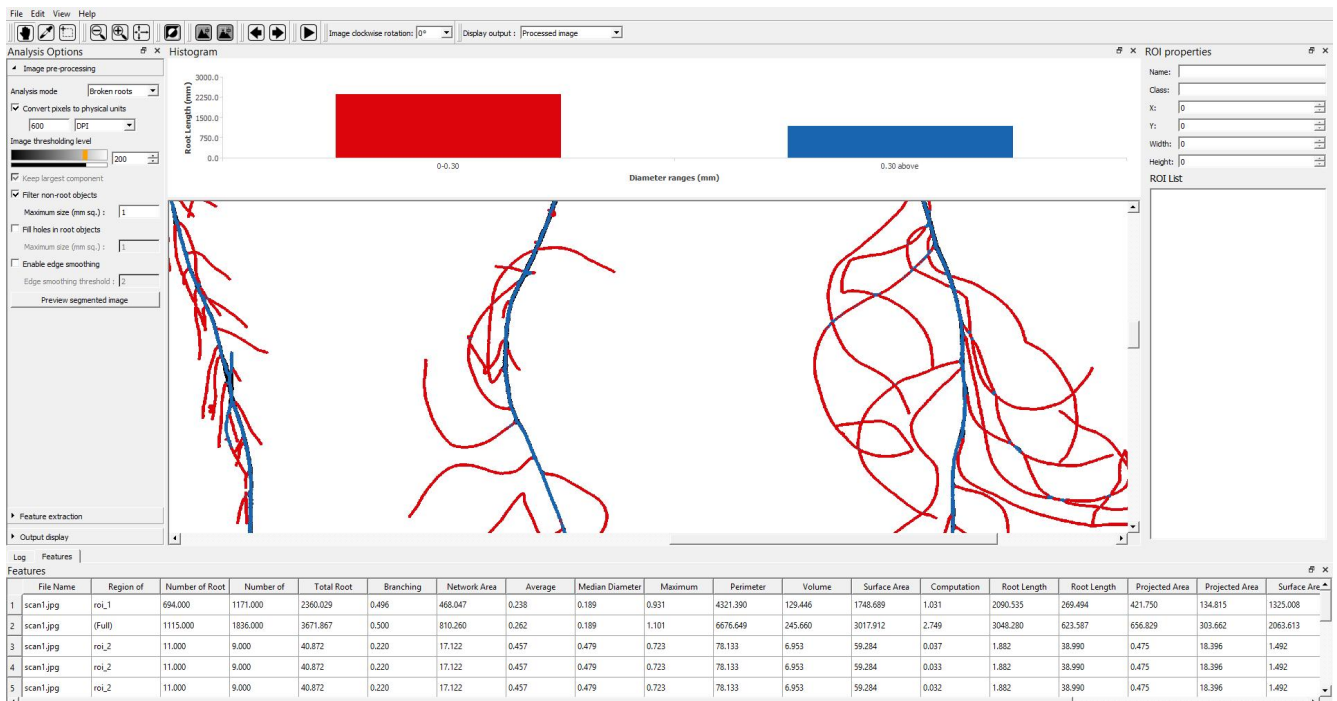 File Edit View Help
Image clockwise rotation: 0° Display output : Processed image
Analysis Options
Image pre-processing
Analysis mode Broken roots
Convert pixels to physical units
600 DPI
Image thresholding level
200
Keep largest component
Filter non-root objects
Maximum size (mm sq.) : 1
Fill holes in root objects
Maximum size (mm sq.) : 1
Enable edge smoothing
Edge smoothing threshold : 2
Preview segmented image
Feature extraction
Output display
Histogram
Root Length (mm)
3000.0
2250.0
1500.0
750.0
0.0
0-0.30 0.30 above
Diameter ranges (mm)
ROI properties
Name:
Class:
X: 0
Y: 0
Width: 0
Height: 0
ROI List
Log Features
Features
File Name Region of Number of Root Number of Total Root Branching Network Area Average Median Diameter Maximum Perimeter Volume Surface Area Computation Root Length Root Length Projected Area Projected Area Surface Are
1 scan1.jpg roi_1 694.000 1171.000 2360.029 0.496 468.047 0.238 0.189 0.931 4321.390 129.446 1748.689 1.031 2090.535 269.494 421.750 134.815 1325.008
2 scan1.jpg (Full) 1115.000 1836.000 3671.867 0.500 810.260 0.262 0.189 1.101 6676.649 245.660 3017.912 2.749 3048.280 623.587 656.829 303.662 2063.613
3 scan1.jpg roi_2 11.000 9.000 40.872 0.220 17.122 0.457 0.479 0.723 78.133 6.953 59.284 0.037 1.882 38.990 0.475 18.396 1.492
4 scan1.jpg roi_2 11.000 9.000 40.872 0.220 17.122 0.457 0.479 0.723 78.133 6.953 59.284 0.033 1.882 38.990 0.475 18.396 1.492
5 scan1.jpg roi_2 11.000 9.000 40.872 0.220 17.122 0.457 0.479 0.723 78.133 6.953 59.284 0.032 1.882 38.990 0.475 18.396 1.492